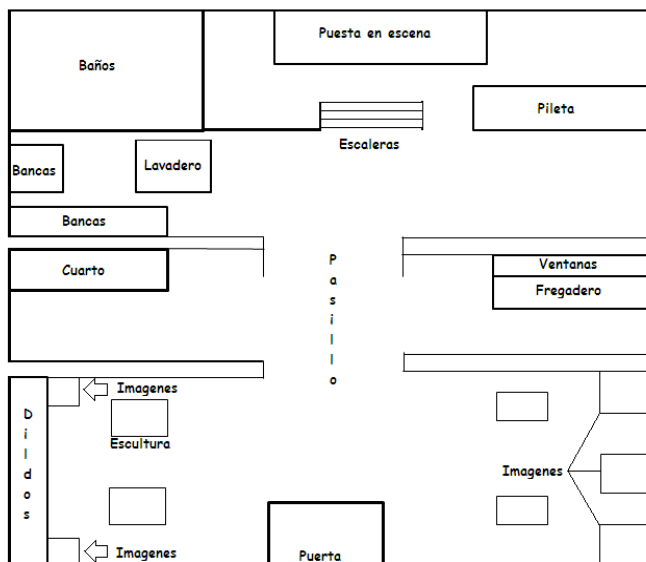 Puesta en escena
Baños
Pileta
Escaleras
Bancas
Lavadero
Bancas
Cuarto
Pasillo
Ventanas
Fregadero
Imagenes
Dildos
Escultura
Imagenes
Imagenes
Puerta